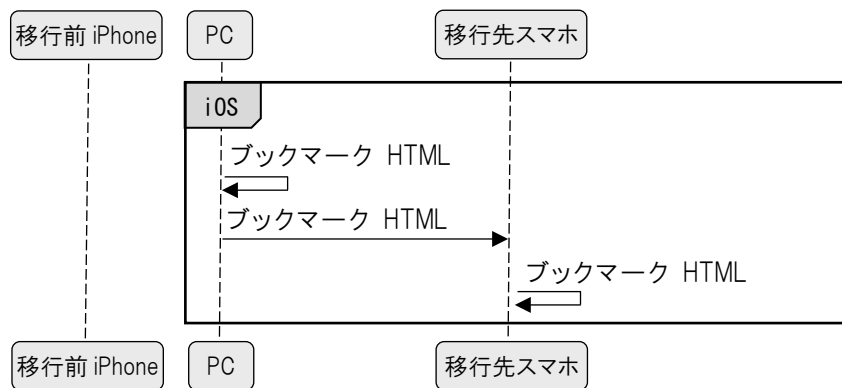 移行前 iPhone
PC
移行先スマホ
iOS
ブックマーク HTML
ブックマーク HTML
ブックマーク HTML
移行前 iPhone
PC
移行先スマホ